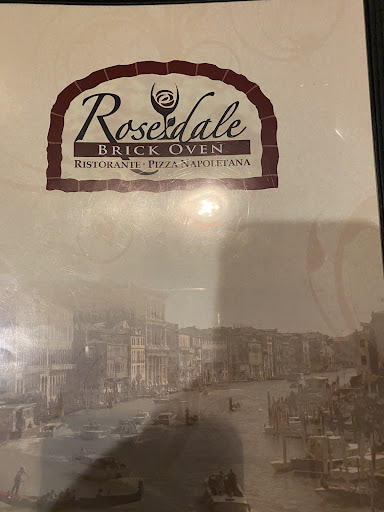 Rosedale
BRICK OVEN
RISTORANTE · PIZZA NAPOLETANA